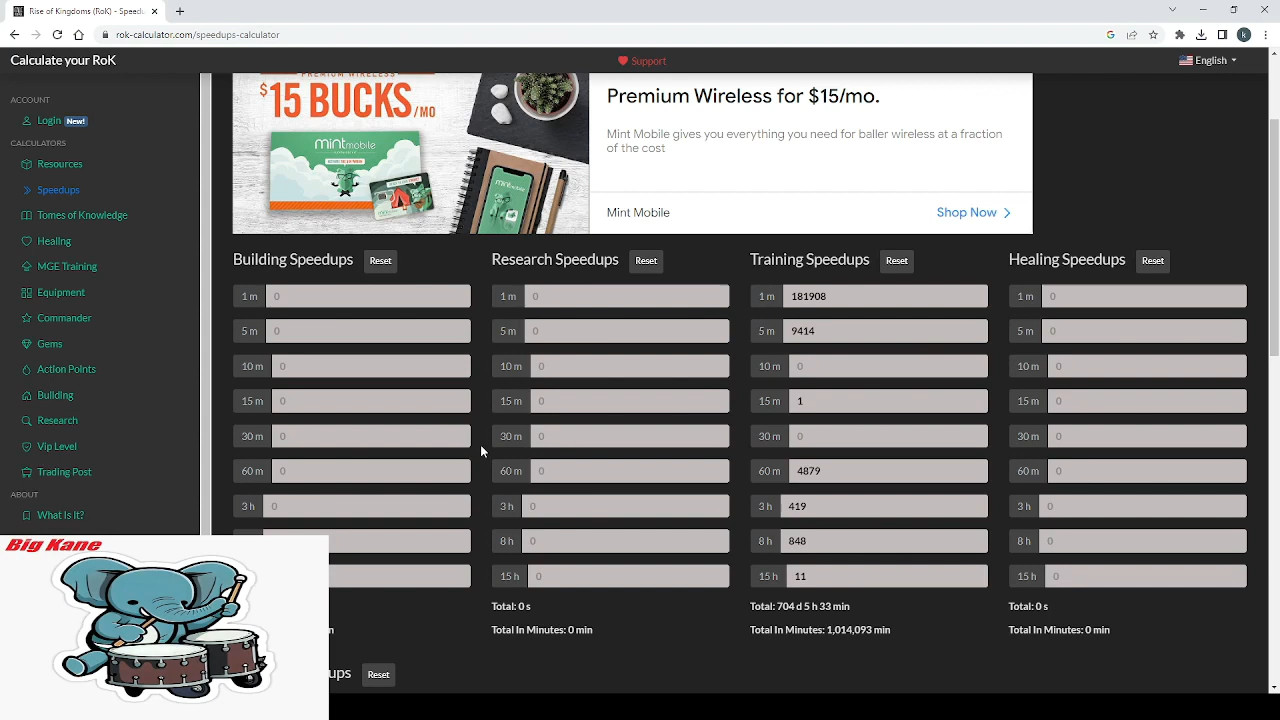 Rise of Kingdoms (RoK) - Speedu
rok-calculator.com/speedups-calculator
G
k
Calculate your RoK
Support
English
ACCOUNT
Login New!
CALCULATORS
Resources
Speedups
Tomes of Knowledge
Healing
MGE Training
Equipment
Commander
Gems
Action Points
Building
Research
Vip Level
Trading Post
ABOUT
What Is It?
PREMIUM WIRELESS
$15 BUCKS/MO
mintmobile
Premium Wireless for $15/mo.
Mint Mobile gives you everything you need for baller wireless at a fraction
of the cost
Mint Mobile
Shop Now
Building Speedups Reset
1 m 0
5 m 0
10 m 0
15 m 0
30 m 0
60 m 0
3 h 0
Research Speedups Reset
1 m 0
5 m 0
10 m 0
15 m 0
30 m 0
60 m 0
3 h 0
8 h 0
15 h 0
Total: 0 s
Total In Minutes: 0 min
Training Speedups Reset
1 m 181908
5 m 9414
10 m 0
15 m 1
30 m 0
60 m 4879
3 h 419
8 h 848
15 h 11
Total: 704 d 5 h 33 min
Total In Minutes: 1,014,093 min
Healing Speedups Reset
1 m 0
5 m 0
10 m 0
15 m 0
30 m 0
60 m 0
3 h 0
8 h 0
15 h 0
Total: 0 s
Total In Minutes: 0 min
ups Reset
Big Kane